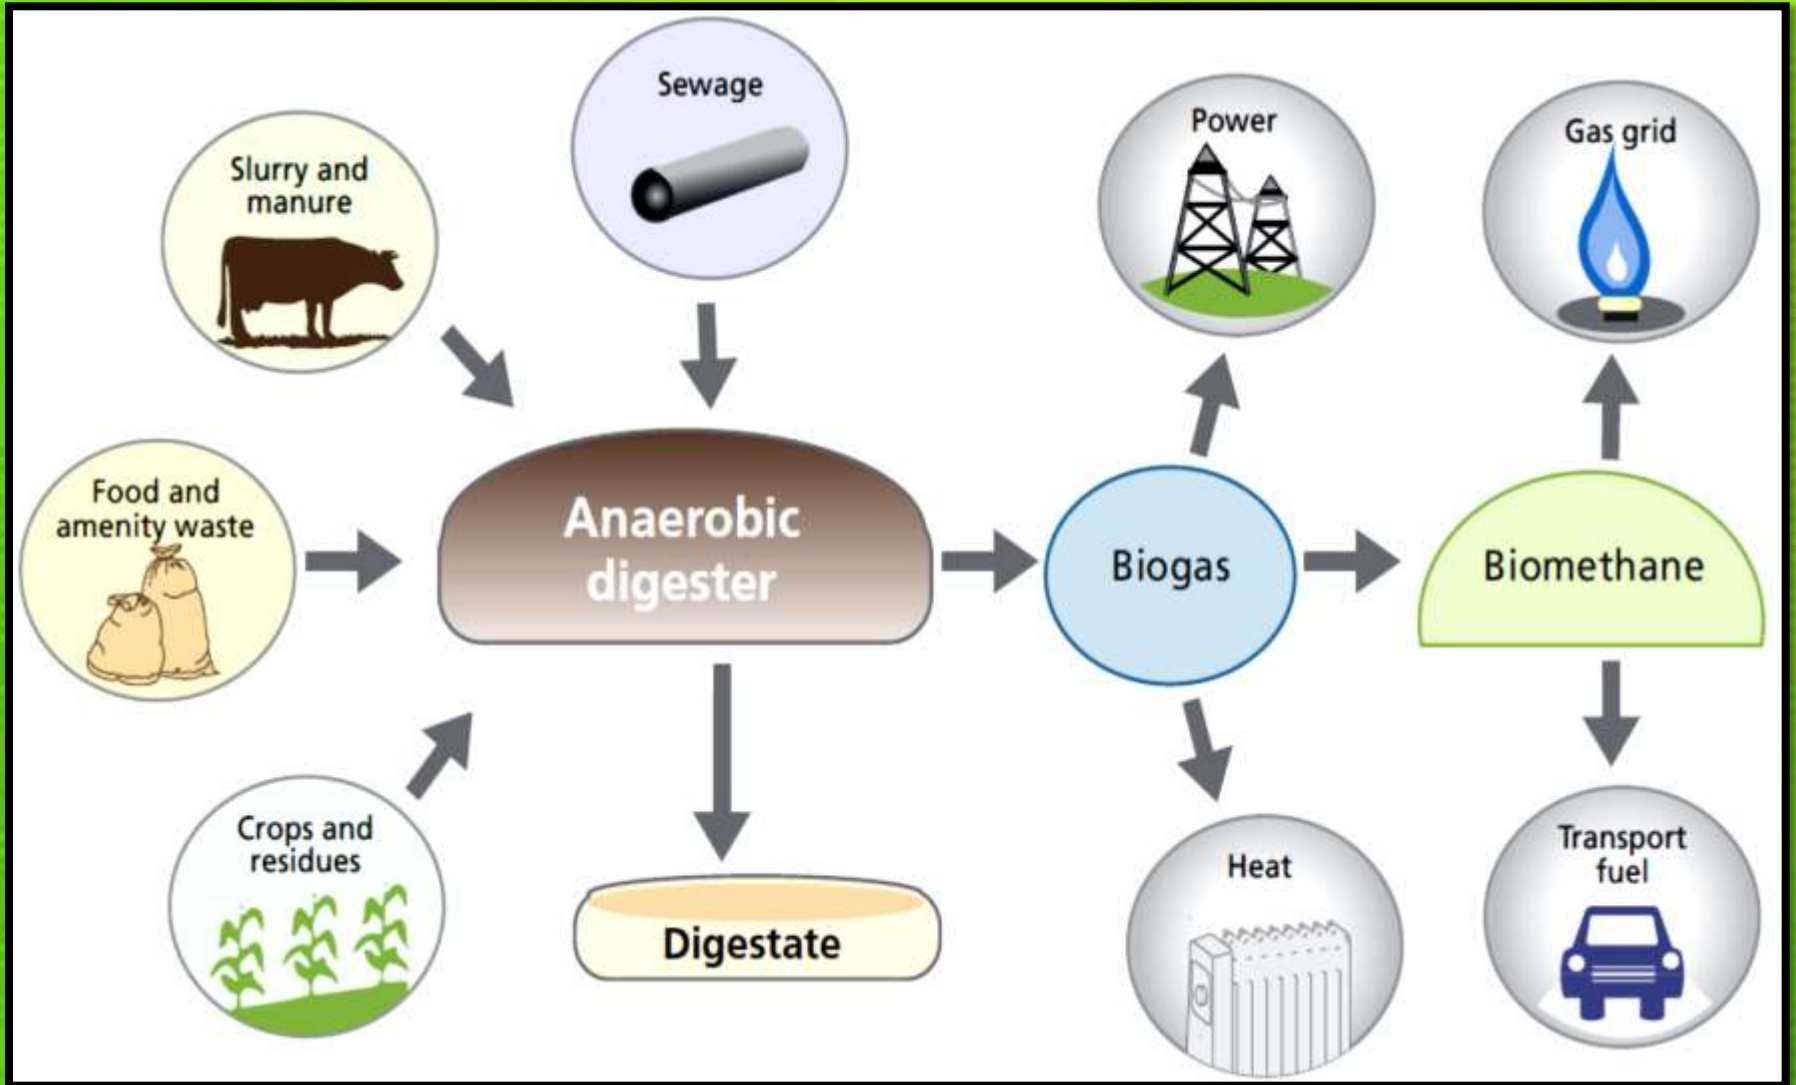 Sewage
Slurry and
manure
Power
Gas grid
Food and
amenity waste
Anaerobic
digester
Biogas
Biomethane
Crops and
residues
Digestate
Heat
Transport
fuel